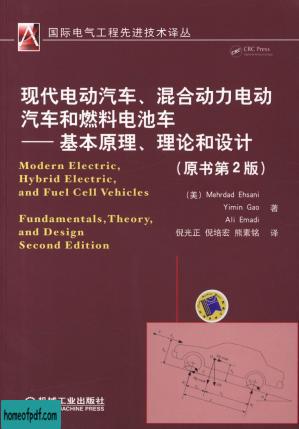 国际电气工程先进技术译丛
CRC Press
现代电动汽车、混合动力电动
汽车和燃料电池车
——基本原理、理论和设计
(原书第2版)
Modern Electric,
Hybrid Electric,
and Fuel Cell Vehicles
Fundamentals, Theory,
and Design
Second Edition
(美) Mehrdad Ehsani
Yimin Gao 著
Ali Emadi
倪光正 倪培宏 熊素铭 译
机械工业出版社
MACHINE PRESS
homeofpdf.com